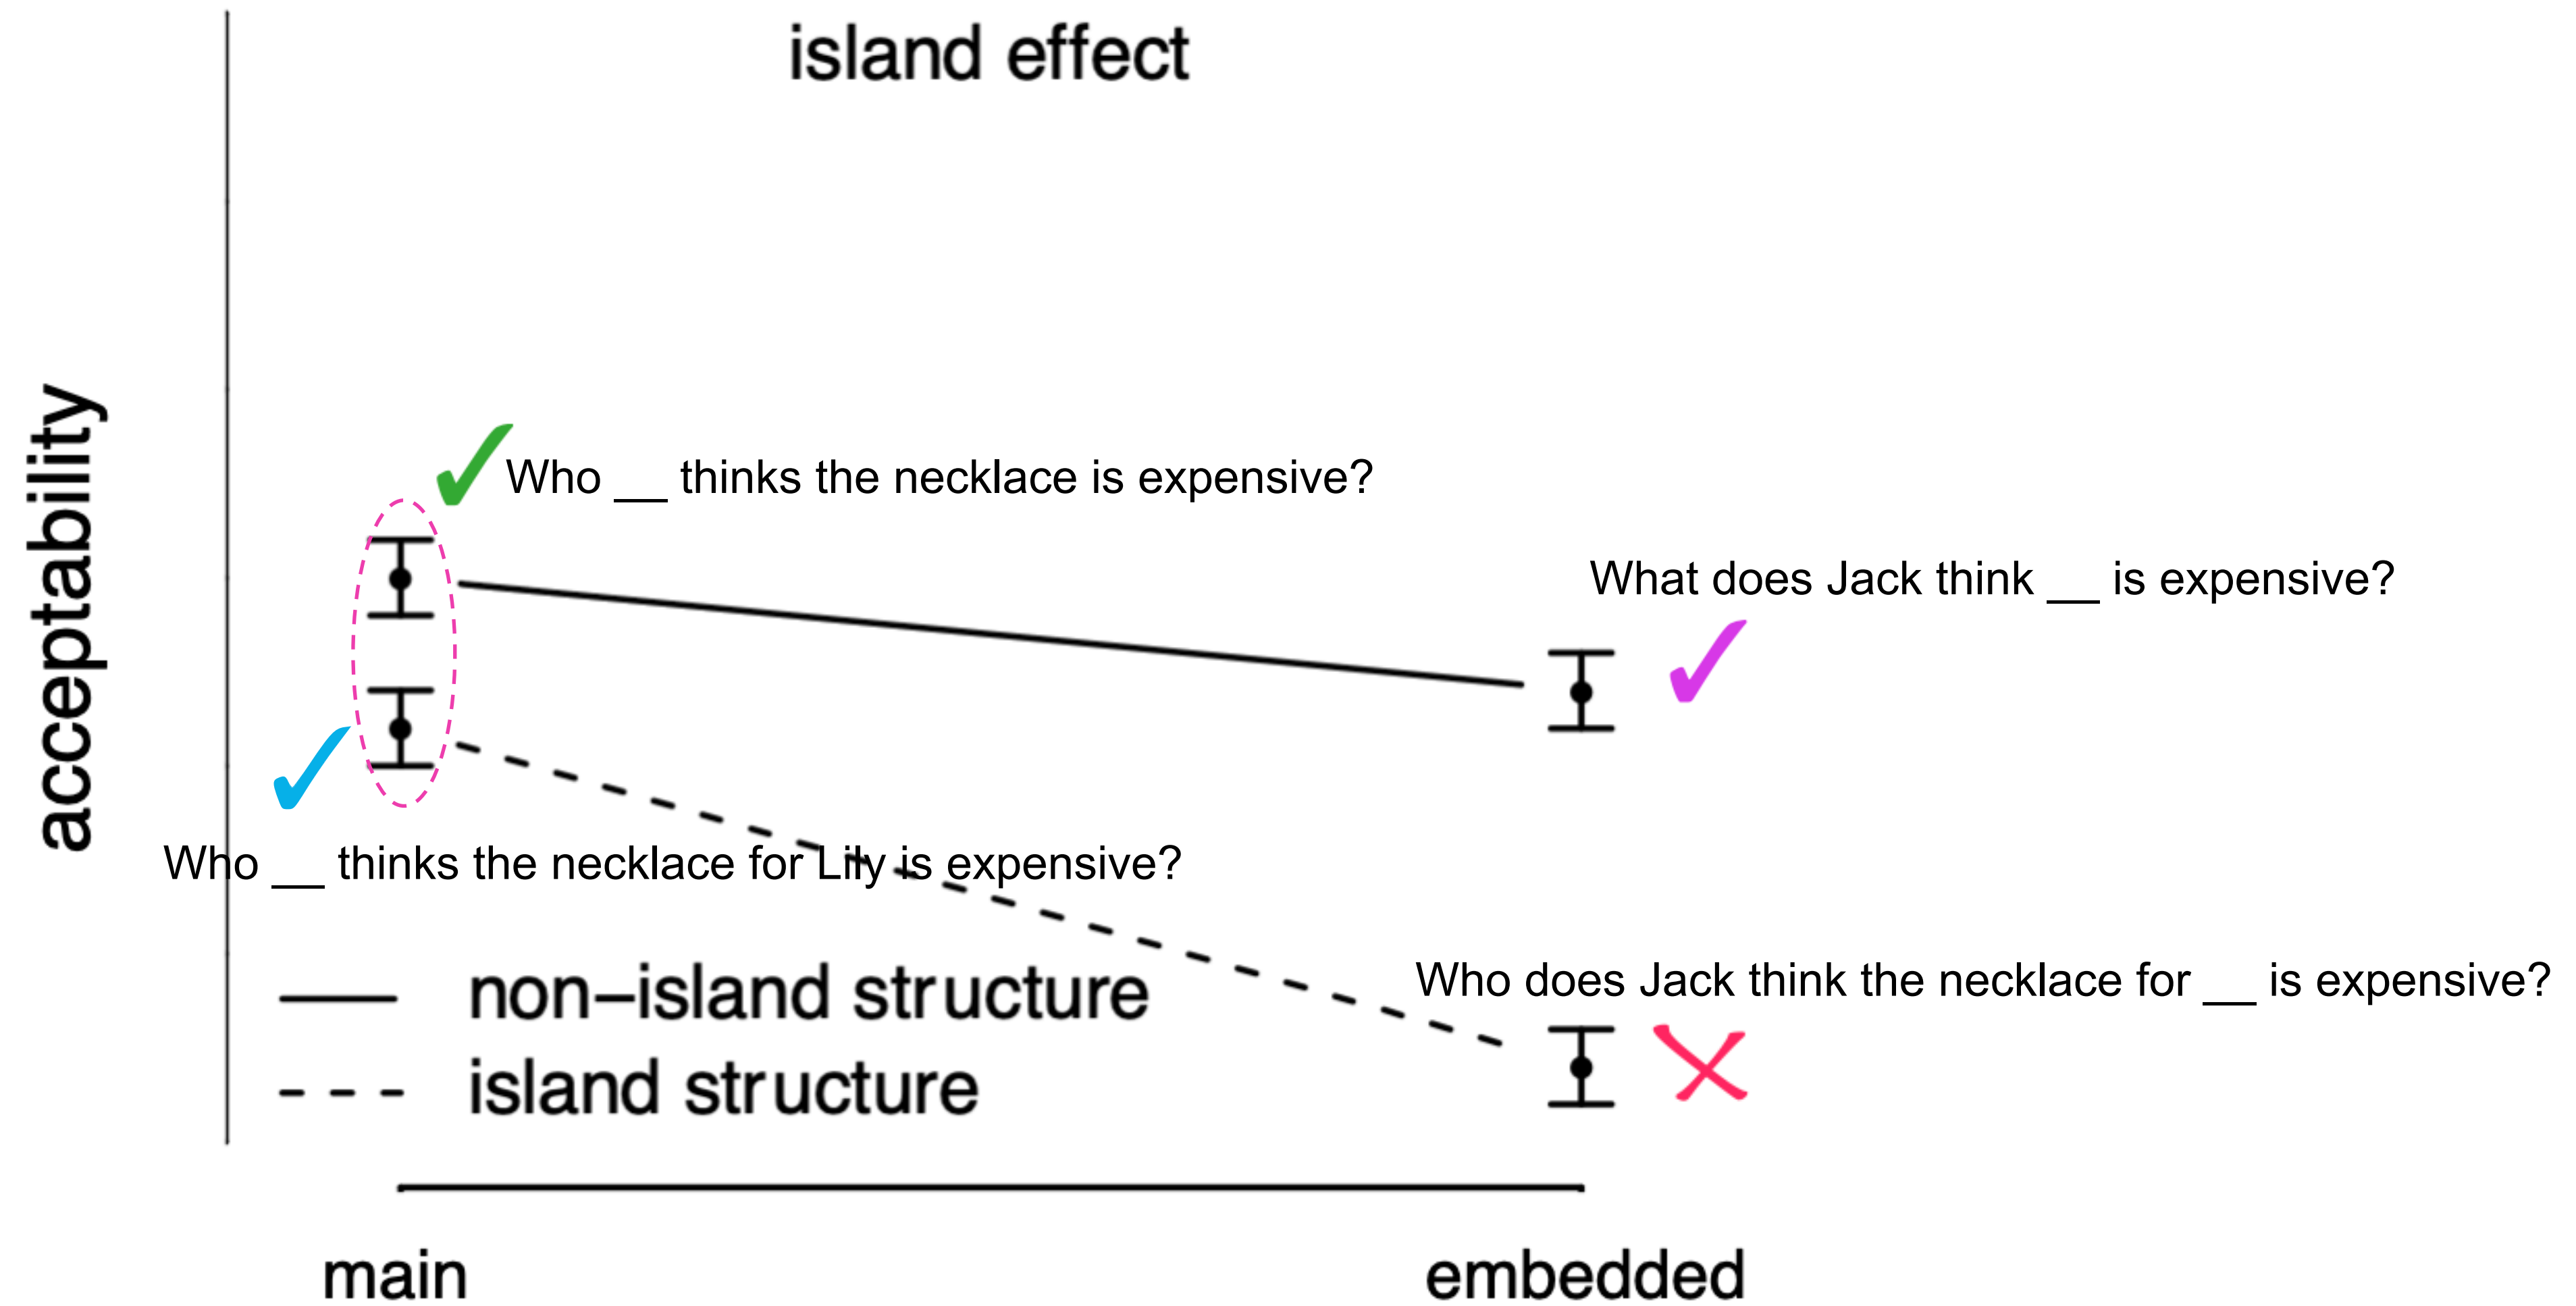 island effect
acceptability
Who __ thinks the necklace is expensive?
What does Jack think __ is expensive?
Who __ thinks the necklace for Lily is expensive?
Who does Jack think the necklace for __ is expensive?
non–island structure
island structure
main
embedded